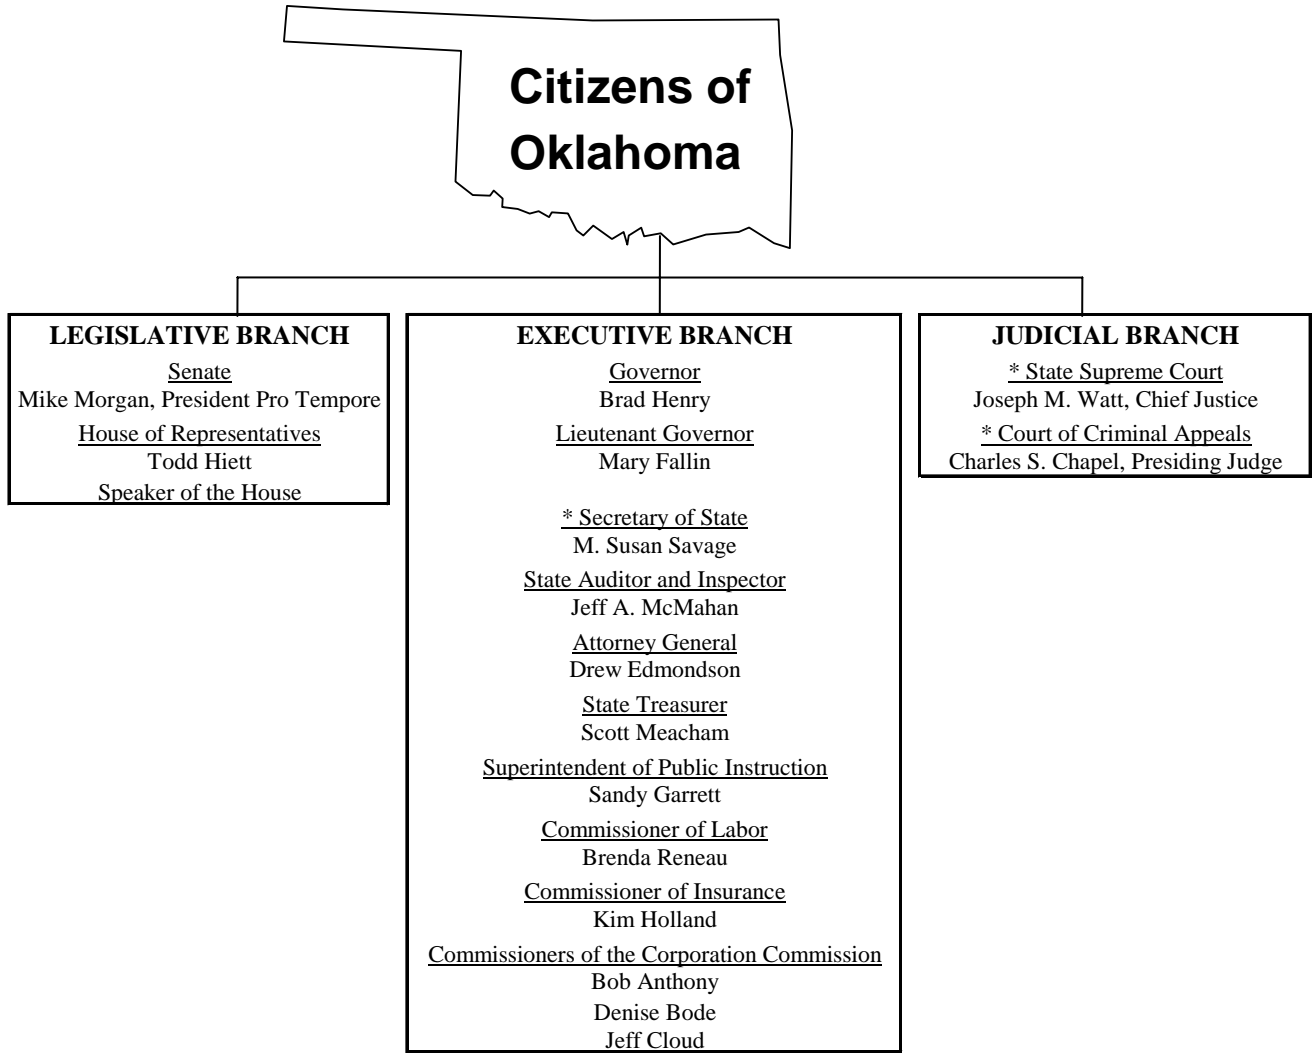 Citizens of
Oklahoma
LEGISLATIVE BRANCH
Senate
Mike Morgan, President Pro Tempore
House of Representatives
Todd Hiett
Speaker of the House
EXECUTIVE BRANCH
Governor
Brad Henry
Lieutenant Governor
Mary Fallin
* Secretary of State
M. Susan Savage
State Auditor and Inspector
Jeff A. McMahan
Attorney General
Drew Edmondson
State Treasurer
Scott Meacham
Superintendent of Public Instruction
Sandy Garrett
Commissioner of Labor
Brenda Reneau
Commissioner of Insurance
Kim Holland
Commissioners of the Corporation Commission
Bob Anthony
Denise Bode
Jeff Cloud
JUDICIAL BRANCH
* State Supreme Court
Joseph M. Watt, Chief Justice
* Court of Criminal Appeals
Charles S. Chapel, Presiding Judge